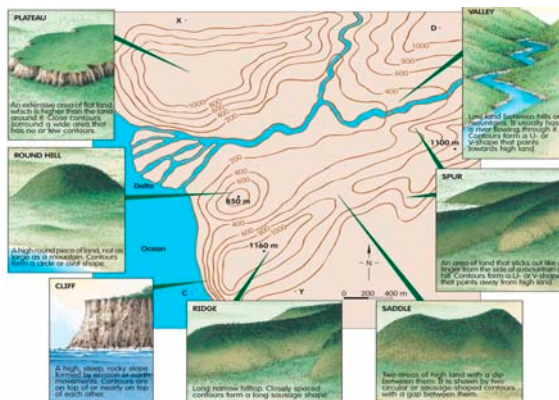 PLATEAU
An extensive area of flat land
which is higher than the land
around it. Close contours
surround a wide area that
has no or few contours.
ROUND HILL
A high round piece of land, not as
large as a mountain. Contours
form a circle or oval shape.
CLIFF
A high, steep, rocky slope
formed by erosion or earth
movements. Contours are
on top of or nearly on top
of each other.
X
D
1000
800
600
400
200
Delta
850 m
Ocean
1160 m
1100 m
C
Y
N
0 200 400 m
VALLEY
Low land between hills or
mountains. It usually has
a river flowing through it.
Contours form a U- or
V-shape that points
towards high land.
SPUR
An area of land that sticks out like a
finger from the side of a mountain or
hill. Contours form a U- or V-shape
that points away from high land.
RIDGE
Long narrow hilltop. Closely spaced
contours form a long sausage shape.
SADDLE
Two areas of high land with a dip
between them. It is shown by two
circular or sausage-shaped contours
with a gap between them.